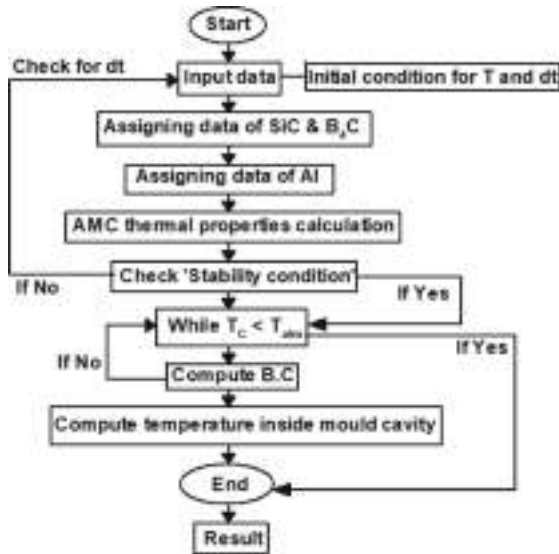 Start
Check for dt
Input data
Initial condition for T and dt
Assigning data of SiC & B₄C
Assigning data of Al
AMC thermal properties calculation
Check 'Stability condition'
If No
If Yes
While T_C < T
If No
If Yes
Compute B.C
Compute temperature inside mould cavity
End
Result